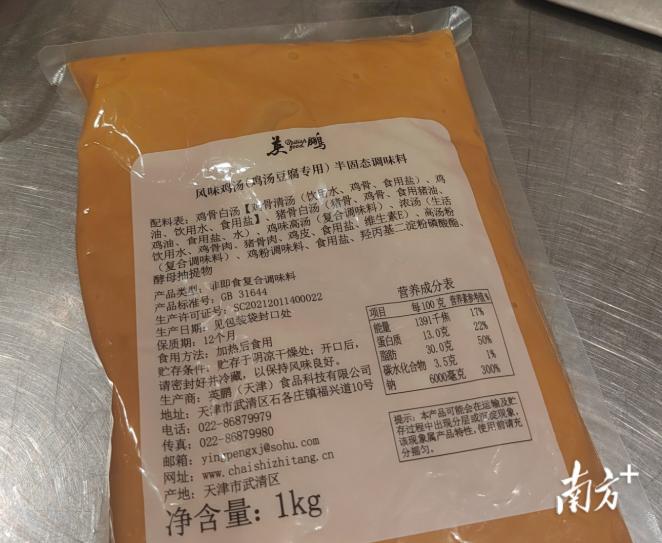 英鹏
风味鸡汤(鸡汤豆腐专用)半固态调味料
配料表：鸡骨白汤【鸡骨清汤（饮用水、鸡骨、食用盐）、鸡
油、饮用水、食用盐】、猪骨白汤（猪骨、鸡骨、食用猪油、
鸡油、食用盐、水）、鸡味高汤（复合调味料）、浓汤（生活
饮用水、鸡骨肉、猪骨肉、鸡皮、食用盐、维生素E）、高汤粉
（复合调味料）、鸡粉调味料、食用盐、羟丙基二淀粉磷酸酯、
酵母抽提物
产品类型：非即食复合调味料
产品标准号：GB 31644
生产许可证号：SC20212011400022
生产日期：见包装袋封口处
保质期：12个月
食用方法：加热后食用
贮存条件：贮存于阴凉干燥处；开口后，
请密封好并冷藏，以保持风味良好。
生产商：英鹏（天津）食品科技有限公司
地址：天津市武清区石各庄镇福兴道10号
电话：022-86879979
传真：022-86879980
邮箱：yingpengxj@sohu.com
网址：www.chaishizhitang.cn
产地：天津市武清区
净含量：1kg
营养成分表
项目 每100克 营养素参考值%
能量 1391千焦 17%
蛋白质 13.0克 22%
脂肪 30.0克 50%
碳水化合物 3.5克 1%
钠 6000毫克 300%
提示：本产品可能会在运输及贮
存过程中出现分层或沉淀现象，
该现象属产品特性，使用前请充
分摇匀。
南方+